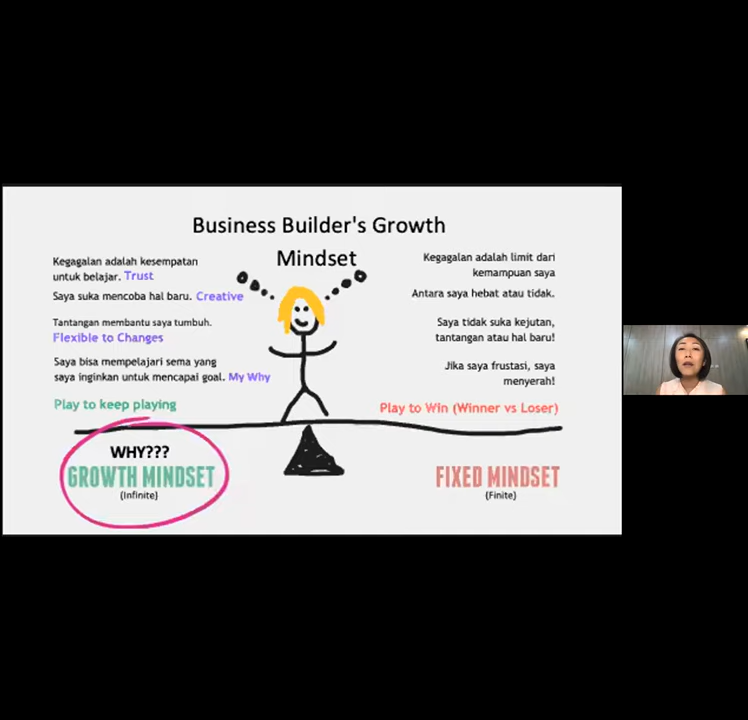 Business Builder's Growth
Mindset
Kegagalan adalah kesempatan
untuk belajar. Trust
Saya suka mencoba hal baru. Creative
Tantangan membantu saya tumbuh.
Flexible to Changes
Saya bisa mempelajari sema yang
saya inginkan untuk mencapai goal. My Why
Play to keep playing
WHY???
GROWTH MINDSET
(Infinite)
Kegagalan adalah limit dari
kemampuan saya
Antara saya hebat atau tidak.
Saya tidak suka kejutan,
tantangan atau hal baru!
Jika saya frustasi, saya
menyerah!
Play to Win (Winner vs Loser)
FIXED MINDSET
(Finite)